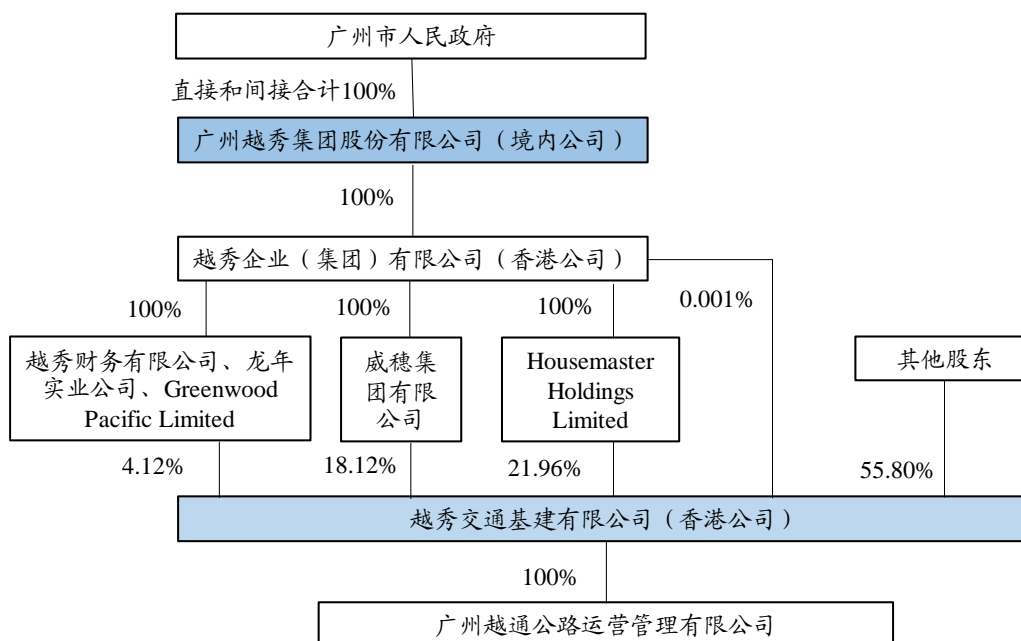 广州市人民政府
直接和间接合计100%
广州越秀集团股份有限公司（境内公司）
100%
越秀企业（集团）有限公司（香港公司）
100%
100%
100%
0.001%
越秀财务有限公司、龙年
实业公司、Greenwood
Pacific Limited
威穗集
团有限
公司
Housemaster
Holdings
Limited
其他股东
4.12%
18.12%
21.96%
55.80%
越秀交通基建有限公司（香港公司）
100%
广州越通公路运营管理有限公司